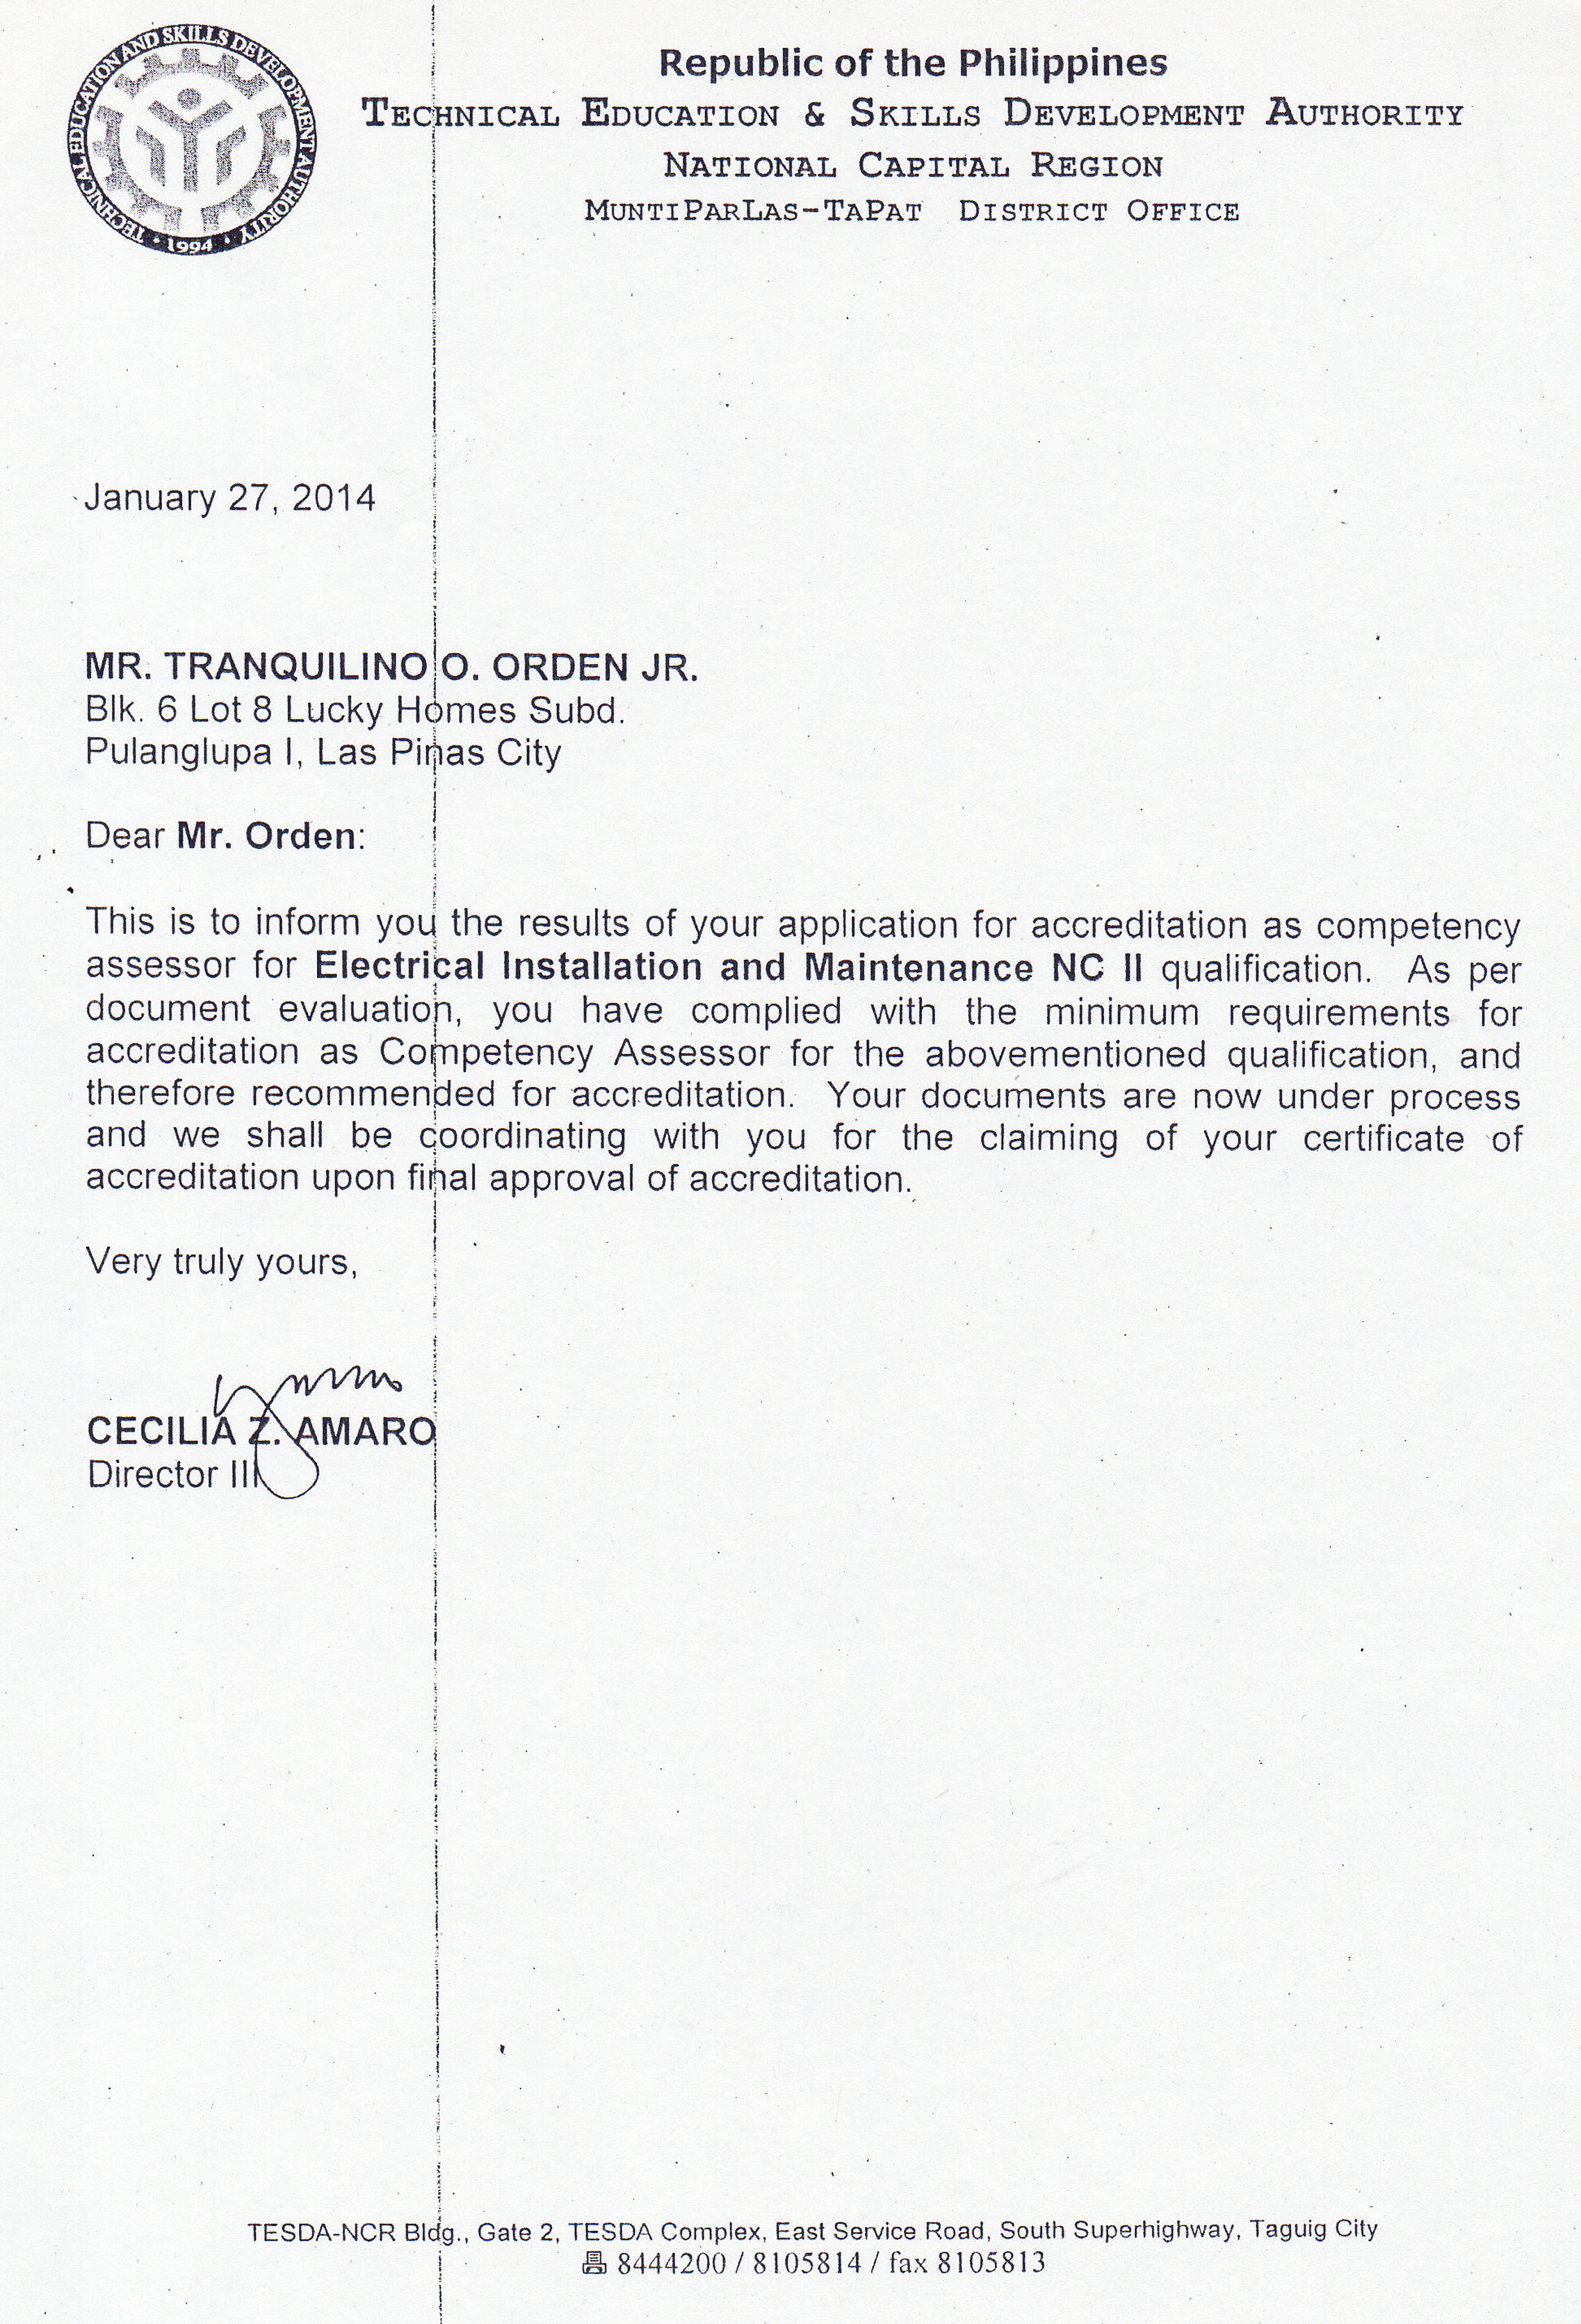 TECHNICAL EDUCATION AND SKILLS DEVELOPMENT AUTHORITY
· 1994 ·
Republic of the Philippines
TECHNICAL EDUCATION & SKILLS DEVELOPMENT AUTHORITY
NATIONAL CAPITAL REGION
MUNTIPARLAS-TAPAT DISTRICT OFFICE
January 27, 2014
MR. TRANQUILINO O. ORDEN JR.
Blk. 6 Lot 8 Lucky Homes Subd.
Pulanglupa I, Las Pinas City
Dear Mr. Orden:
This is to inform you the results of your application for accreditation as competency
assessor for Electrical Installation and Maintenance NC II qualification. As per
document evaluation, you have complied with the minimum requirements for
accreditation as Competency Assessor for the abovementioned qualification, and
therefore recommended for accreditation. Your documents are now under process
and we shall be coordinating with you for the claiming of your certificate of
accreditation upon final approval of accreditation.
Very truly yours,
CECILIA Z. AMARO
Director III
TESDA-NCR Bldg., Gate 2, TESDA Complex, East Service Road, South Superhighway, Taguig City
8444200 / 8105814 / fax 8105813